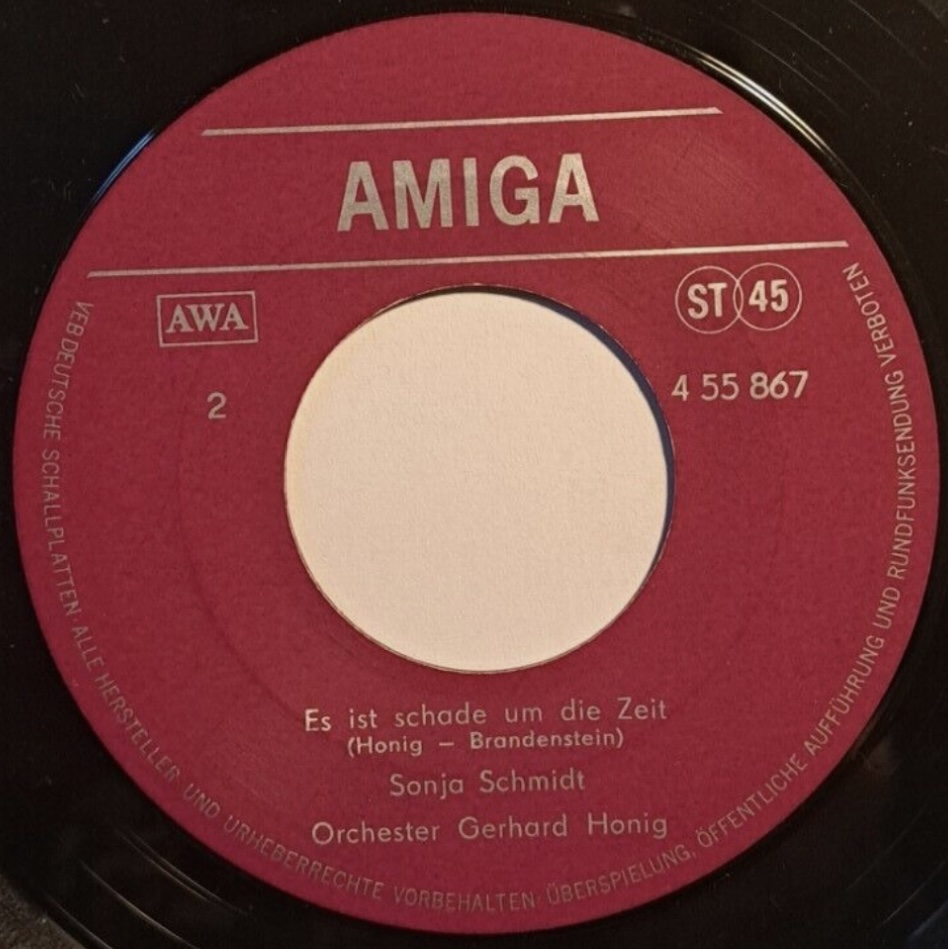 AMIGA
AWA
ST 45
2
4 55 867
Es ist schade um die Zeit
(Honig – Brandenstein)
Sonja Schmidt
Orchester Gerhard Honig
VEB DEUTSCHE SCHALLPLATTEN · ALLE HERSTELLER UND URHEBERRECHTE VORBEHALTEN · ÜBERSPIELUNG, ÖFFENTLICHE AUFFÜHRUNG UND RUNDFUNKSENDUNG VERBOTEN